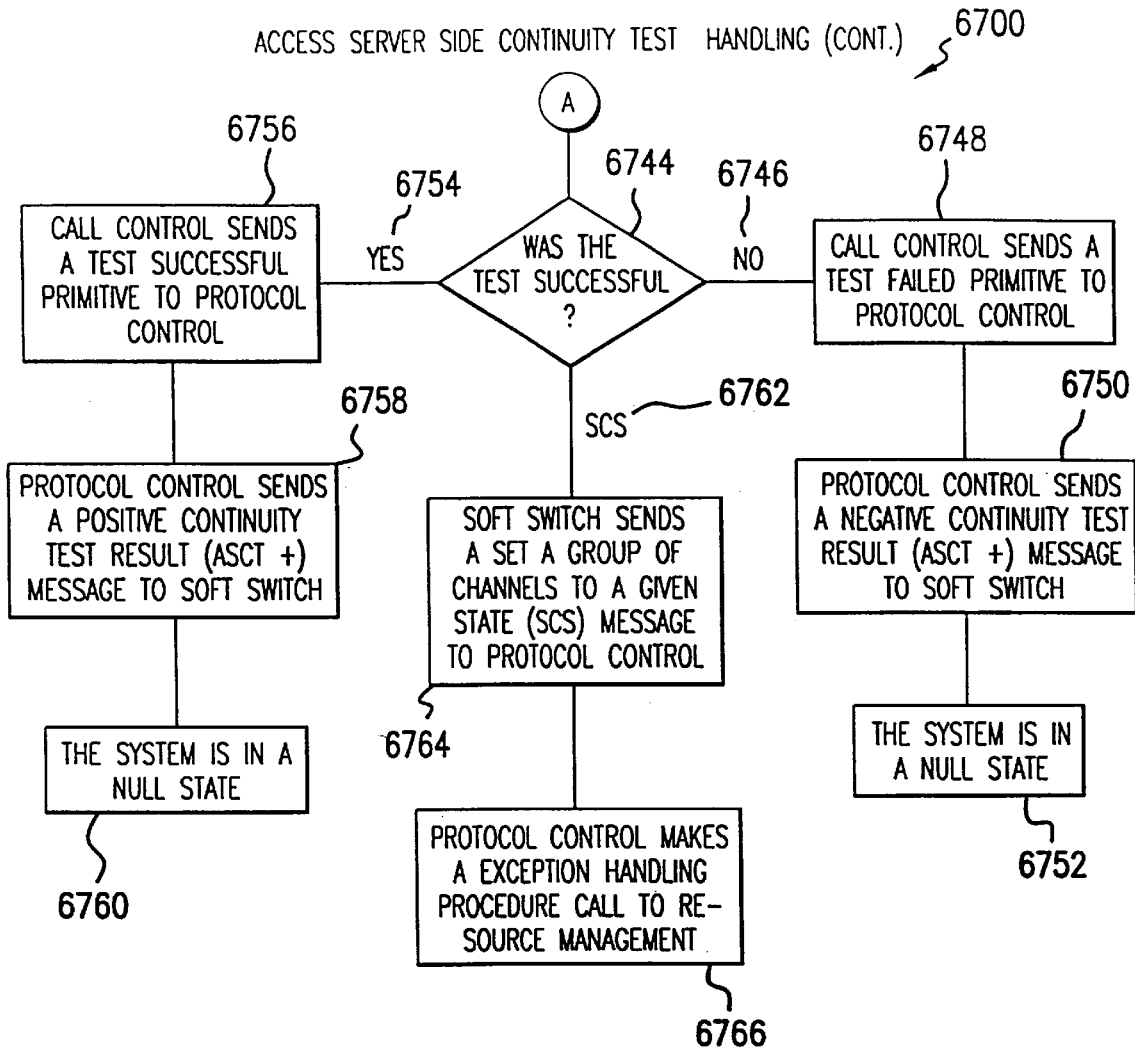 ACCESS SERVER SIDE CONTINUITY TEST HANDLING (CONT.)
6700
A
6756
6754
6744
6746
6748
CALL CONTROL SENDS
A TEST SUCCESSFUL
PRIMITIVE TO PROTOCOL
CONTROL
YES
WAS THE
TEST SUCCESSFUL
?
NO
CALL CONTROL SENDS A
TEST FAILED PRIMITIVE TO
PROTOCOL CONTROL
6758
6762
SCS
6750
PROTOCOL CONTROL SENDS
A POSITIVE CONTINUITY
TEST RESULT (ASCT +)
MESSAGE TO SOFT SWITCH
SOFT SWITCH SENDS
A SET A GROUP OF
CHANNELS TO A GIVEN
STATE (SCS) MESSAGE
TO PROTOCOL CONTROL
PROTOCOL CONTROL SENDS
A NEGATIVE CONTINUITY TEST
RESULT (ASCT +) MESSAGE
TO SOFT SWITCH
6764
THE SYSTEM IS IN A
NULL STATE
THE SYSTEM IS IN
A NULL STATE
6760
PROTOCOL CONTROL MAKES
A EXCEPTION HANDLING
PROCEDURE CALL TO RE-
SOURCE MANAGEMENT
6752
6766